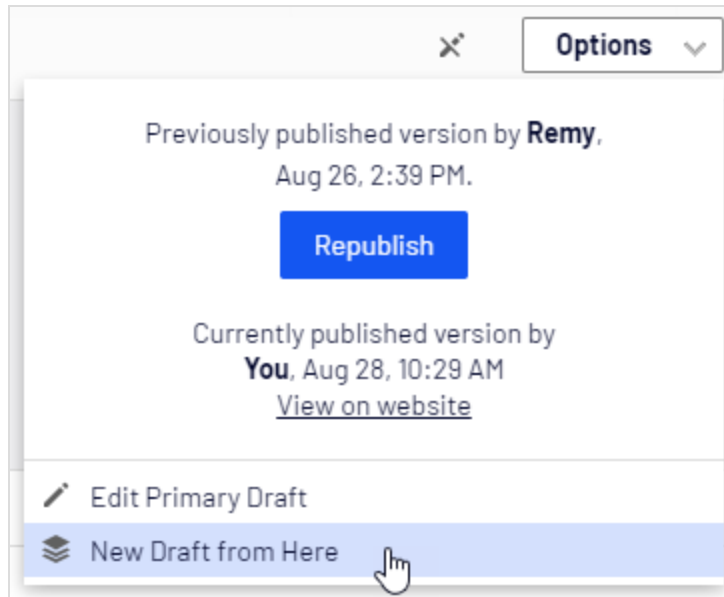 Options
Previously published version by Remy,
Aug 26, 2:39 PM.
Republish
Currently published version by
You, Aug 28, 10:29 AM
View on website
Edit Primary Draft
New Draft from Here